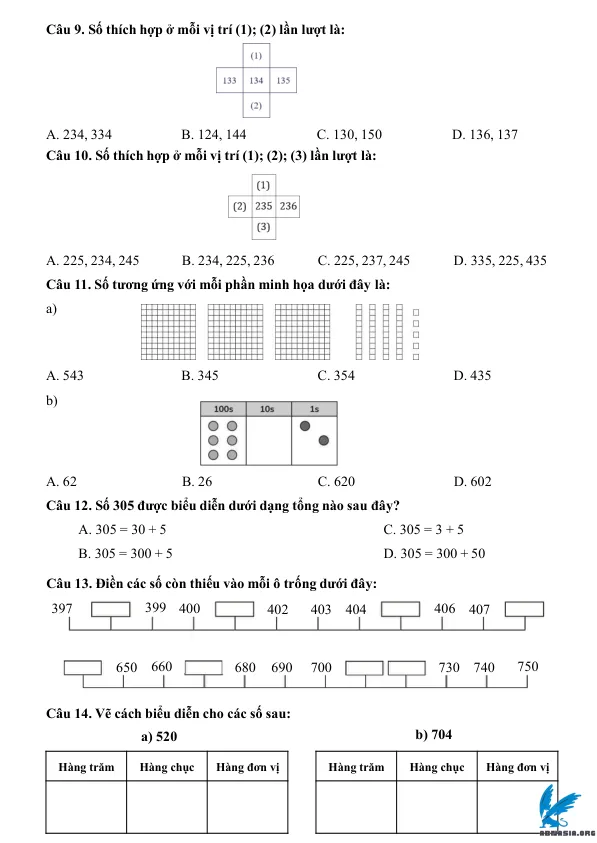 Câu 9. Số thích hợp ở mỗi vị trí (1); (2) lần lượt là:
(1)
133 134 135
(2)
A. 234, 334 B. 124, 144 C. 130, 150 D. 136, 137
Câu 10. Số thích hợp ở mỗi vị trí (1); (2); (3) lần lượt là:
(1)
(2) 235 236
(3)
A. 225, 234, 245 B. 234, 225, 236 C. 225, 237, 245 D. 335, 225, 435
Câu 11. Số tương ứng với mỗi phần minh họa dưới đây là:
a)
A. 543 B. 345 C. 354 D. 435
b)
100s 10s 1s
A. 62 B. 26 C. 620 D. 602
Câu 12. Số 305 được biểu diễn dưới dạng tổng nào sau đây?
A. 305 = 30 + 5 C. 305 = 3 + 5
B. 305 = 300 + 5 D. 305 = 300 + 50
Câu 13. Điền các số còn thiếu vào mỗi ô trống dưới đây:
397 399 400 402 403 404 406 407
650 660 680 690 700 730 740 750
Câu 14. Vẽ cách biểu diễn cho các số sau:
a) 520 b) 704
Hàng trăm Hàng chục Hàng đơn vị Hàng trăm Hàng chục Hàng đơn vị